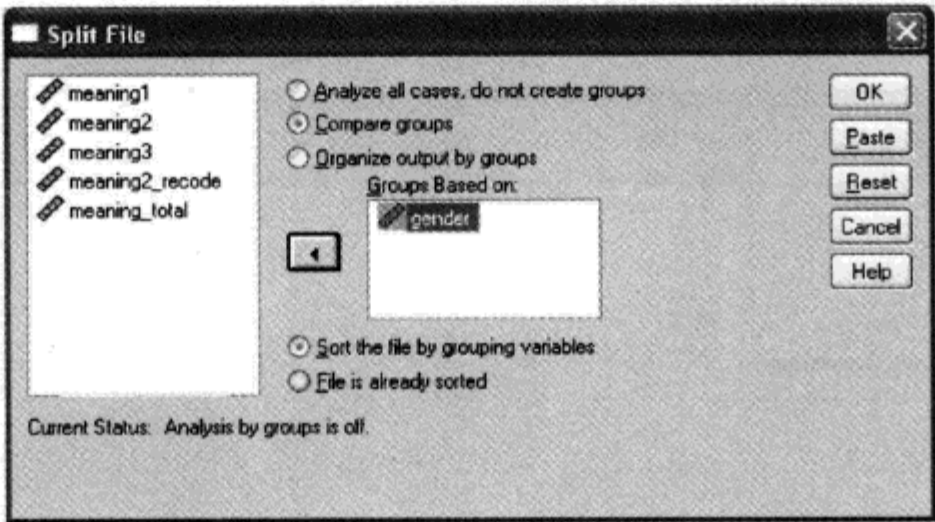 Split File
meaning1
meaning2
meaning3
meaning2_recode
meaning_total
Analyze all cases, do not create groups
Compare groups
Organize output by groups
Groups Based on:
gender
Sort the file by grouping variables
File is already sorted
OK
Paste
Reset
Cancel
Help
Current Status: Analysis by groups is off.